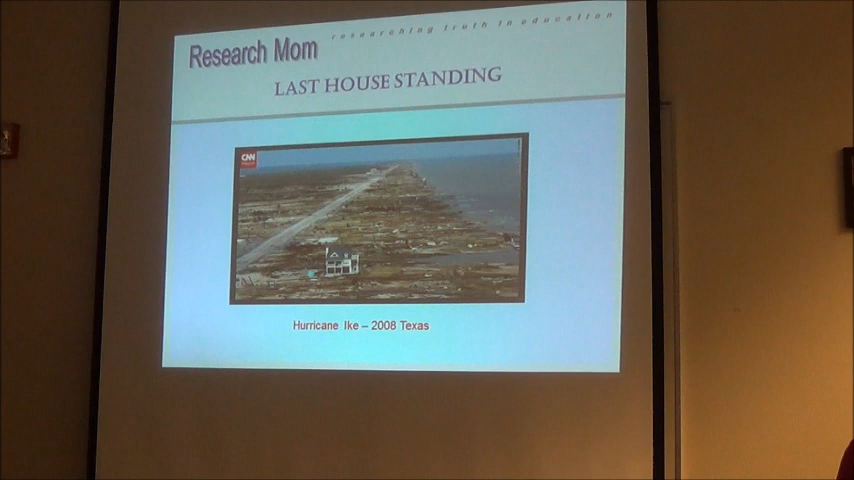 Research Mom
researching truth in education
LAST HOUSE STANDING
CNN
Hurricane Ike – 2008 Texas